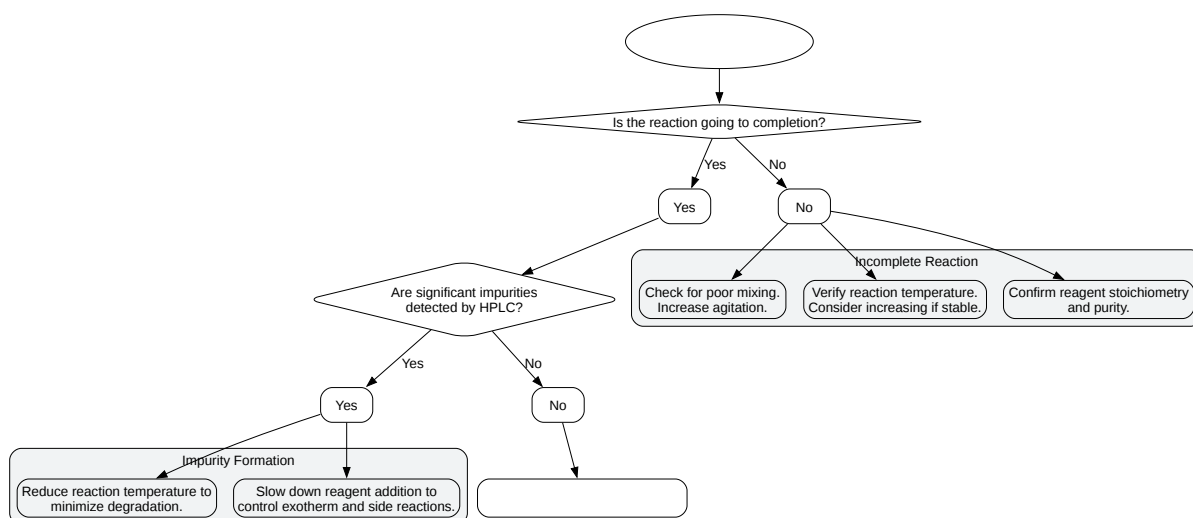 Is the reaction going to completion?
Yes
No
Yes
No
Incomplete Reaction
Check for poor mixing.
Increase agitation.
Verify reaction temperature.
Consider increasing if stable.
Confirm reagent stoichiometry
and purity.
Are significant impurities
detected by HPLC?
Yes
No
Yes
No
Impurity Formation
Reduce reaction temperature to
minimize degradation.
Slow down reagent addition to
control exotherm and side reactions.